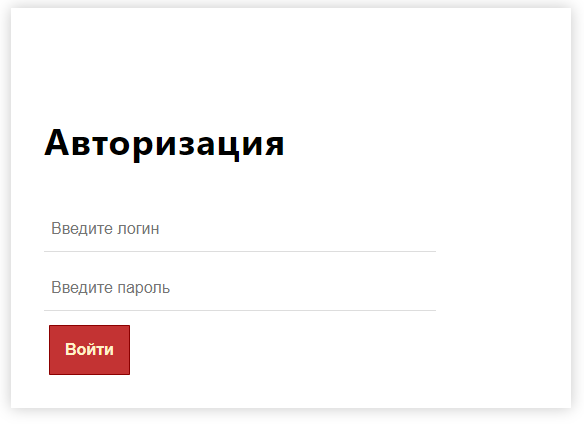 Авторизация
Введите логин
Введите пароль
Войти